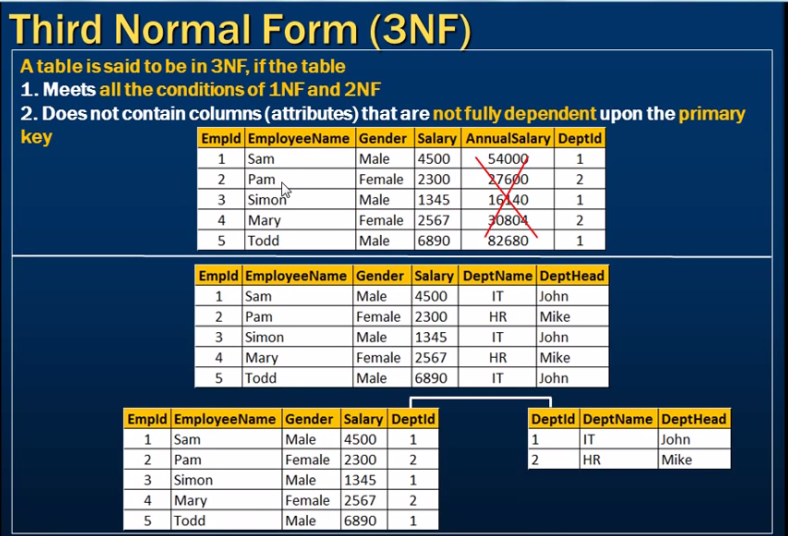 Third Normal Form (3NF)
A table is said to be in 3NF, if the table
1. Meets all the conditions of 1NF and 2NF
2. Does not contain columns (attributes) that are not fully dependent upon the primary
key
EmpId EmployeeName Gender Salary AnnualSalary DeptId
1 Sam Male 4500 54000 1
2 Pam Female 2300 27600 2
3 Simon Male 1345 16140 1
4 Mary Female 2567 30804 2
5 Todd Male 6890 82680 1
EmpId EmployeeName Gender Salary DeptName DeptHead
1 Sam Male 4500 IT John
2 Pam Female 2300 HR Mike
3 Simon Male 1345 IT John
4 Mary Female 2567 HR Mike
5 Todd Male 6890 IT John
EmpId EmployeeName Gender Salary DeptId
1 Sam Male 4500 1
2 Pam Female 2300 2
3 Simon Male 1345 1
4 Mary Female 2567 2
5 Todd Male 6890 1
DeptId DeptName DeptHead
1 IT John
2 HR Mike